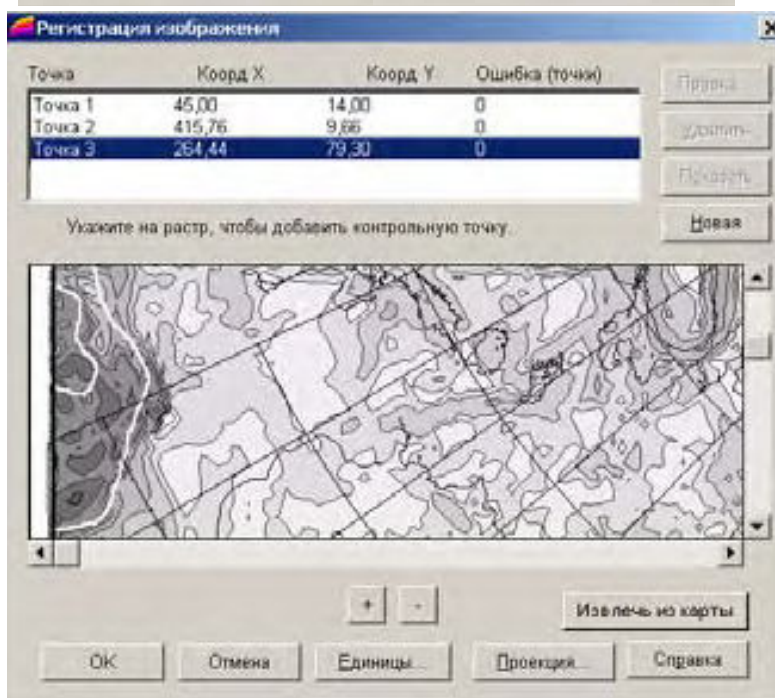 Регистрация изображения
Точка Коорд X Коорд Y Ошибка (точки)
Точка 1 45,00 14,00 0
Точка 2 415,76 9,66 0
Точка 3 264,44 79,30 0
Правка
Удалить
Показать
Новая
Укажите на растр, чтобы добавить контрольную точку.
+ -
Извлечь из карты
OK Отмена Единицы... Проекция... Справка